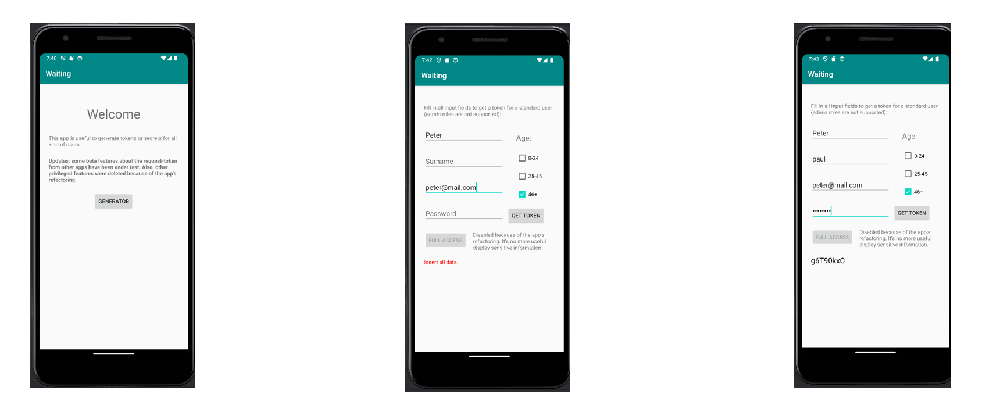 7:40
Waiting
Welcome
This app is useful to generate tokens or secrets for all
kind of users.
Updates: some beta features about the request-token
from other apps have been under test. Also, other
privileged features were deleted because of the app's
refactoring.
GENERATOR
7:42
Waiting
Fill in all input fields to get a token for a standard user
(admin roles are not supported):
Peter
Age:
Surname
0-24
25-45
peter@mail.com
46+
Password
GET TOKEN
FULL ACCESS
Disabled because of the app's
refactoring. It's no more useful
display sensitive information.
Insert all data.
7:43
Waiting
Fill in all input fields to get a token for a standard user
(admin roles are not supported):
Peter
Age:
paul
0-24
25-45
peter@mail.com
46+
••••••••
GET TOKEN
FULL ACCESS
Disabled because of the app's
refactoring. It's no more useful
display sensitive information.
g6T90kxC